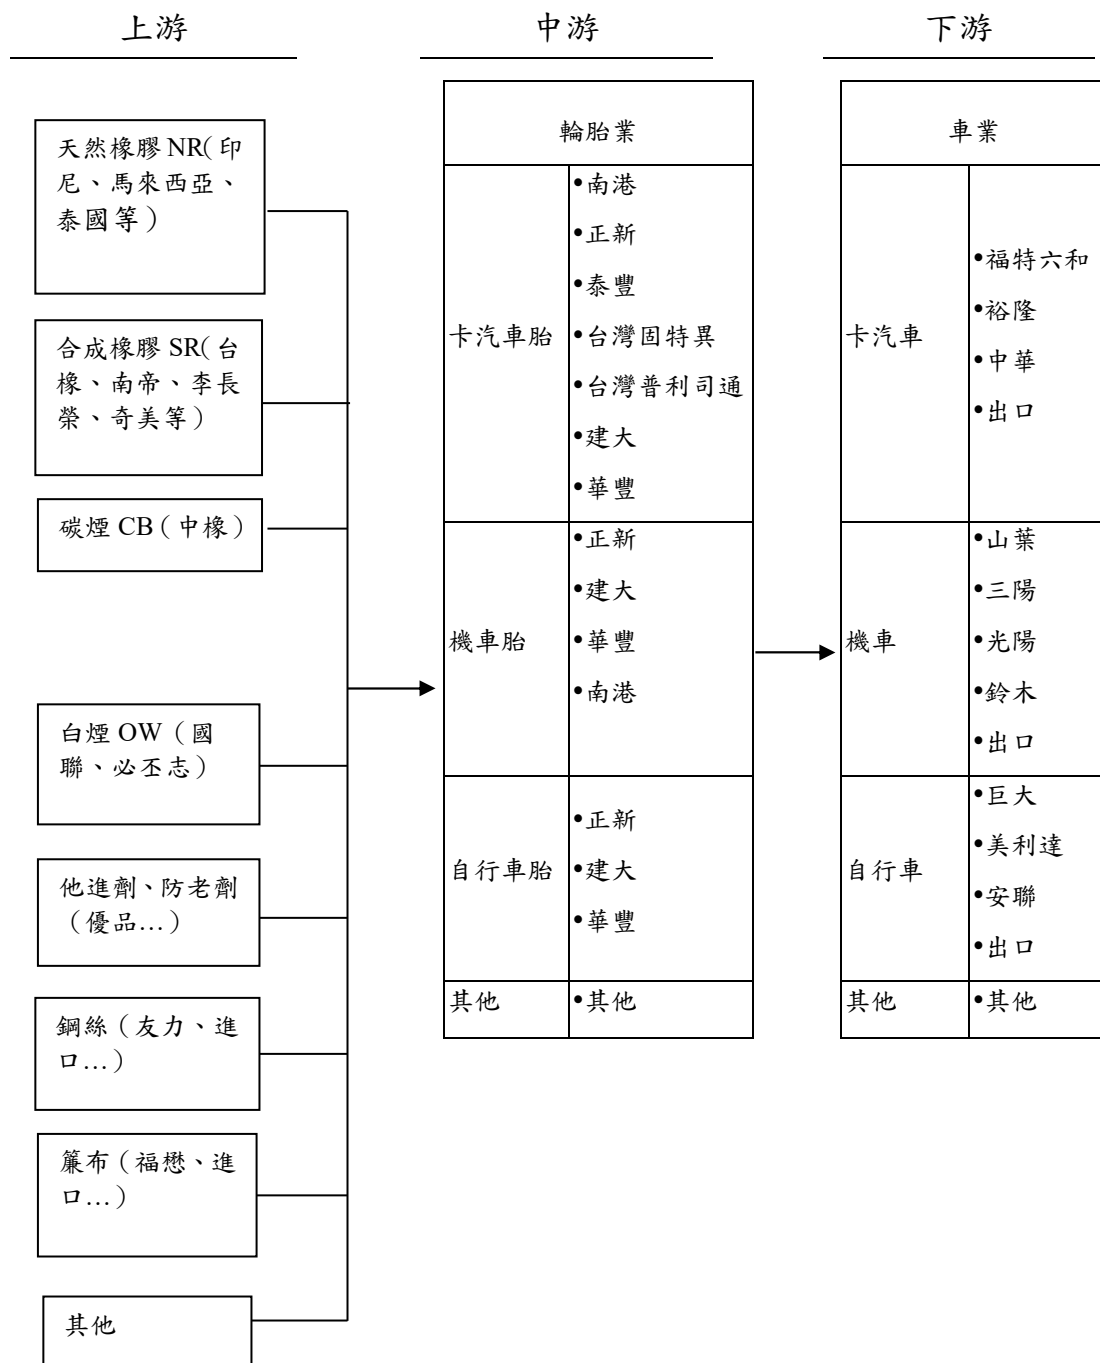 上游
中游
下游
天然橡膠 NR(印
尼、馬來西亞、
泰國等)
合成橡膠 SR(台
橡、南帝、李長
榮、奇美等)
碳煙 CB(中橡)
白煙 OW(國
聯、必丕志)
他進劑、防老劑
(優品…)
鋼絲(友力、進
口…)
簾布(福懋、進
口…)
其他
輪胎業
卡汽車胎
•南港
•正新
•泰豐
•台灣固特異
•台灣普利司通
•建大
•華豐
機車胎
•正新
•建大
•華豐
•南港
自行車胎
•正新
•建大
•華豐
其他
•其他
車業
卡汽車
•福特六和
•裕隆
•中華
•出口
機車
•山葉
•三陽
•光陽
•鈴木
•出口
自行車
•巨大
•美利達
•安聯
•出口
其他
•其他